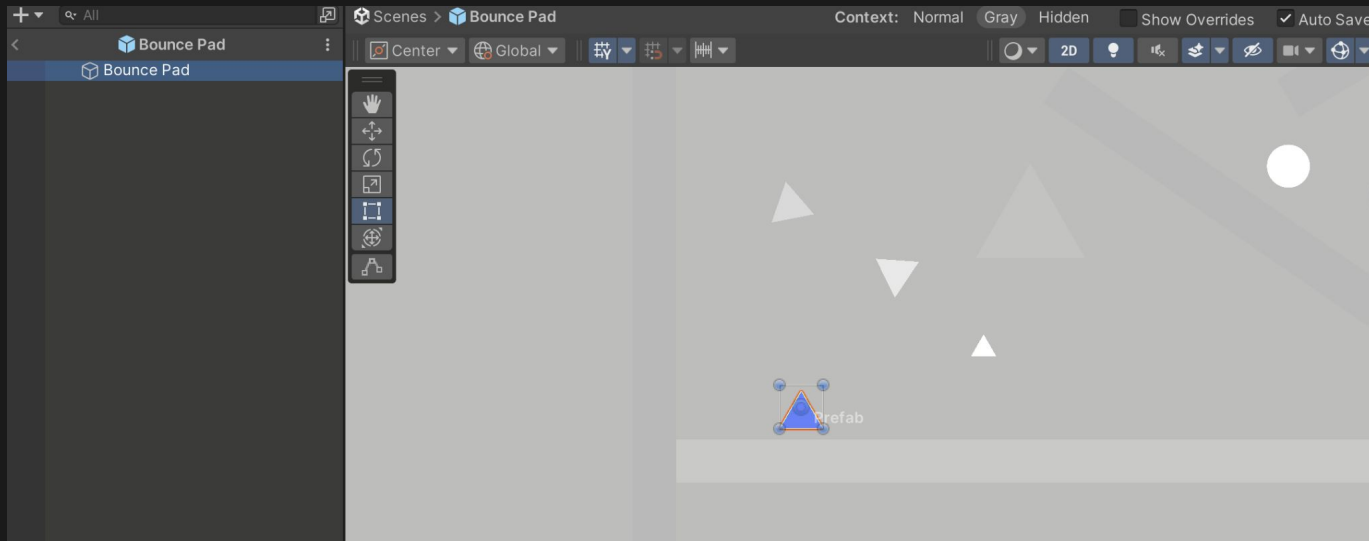 All
Bounce Pad
Bounce Pad
Scenes > Bounce Pad
Context: Normal Gray Hidden Show Overrides Auto Save
Center Global 2D
Prefab